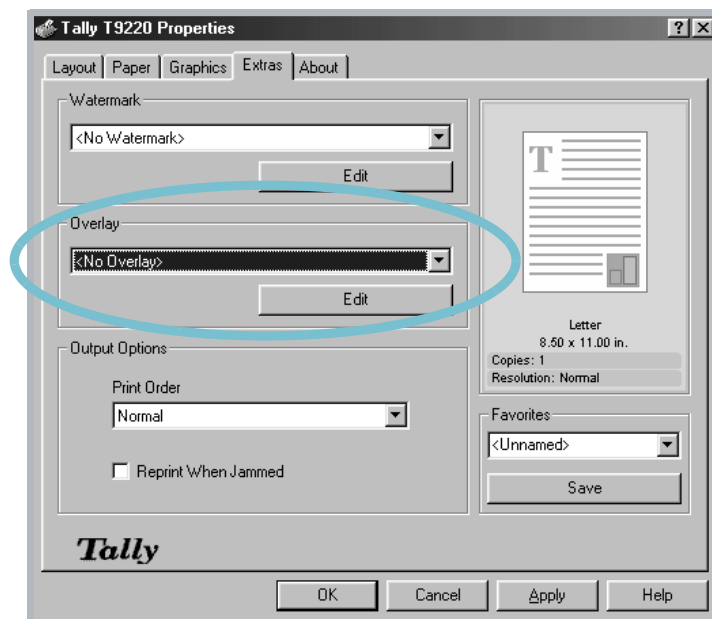 Tally T9220 Properties
Layout Paper Graphics Extras About
Watermark
<No Watermark>
Edit
Overlay
<No Overlay>
Edit
Output Options
Print Order
Normal
Reprint When Jammed
T
Letter
8.50 x 11.00 in.
Copies: 1
Resolution: Normal
Favorites
<Unnamed>
Save
Tally
OK Cancel Apply Help